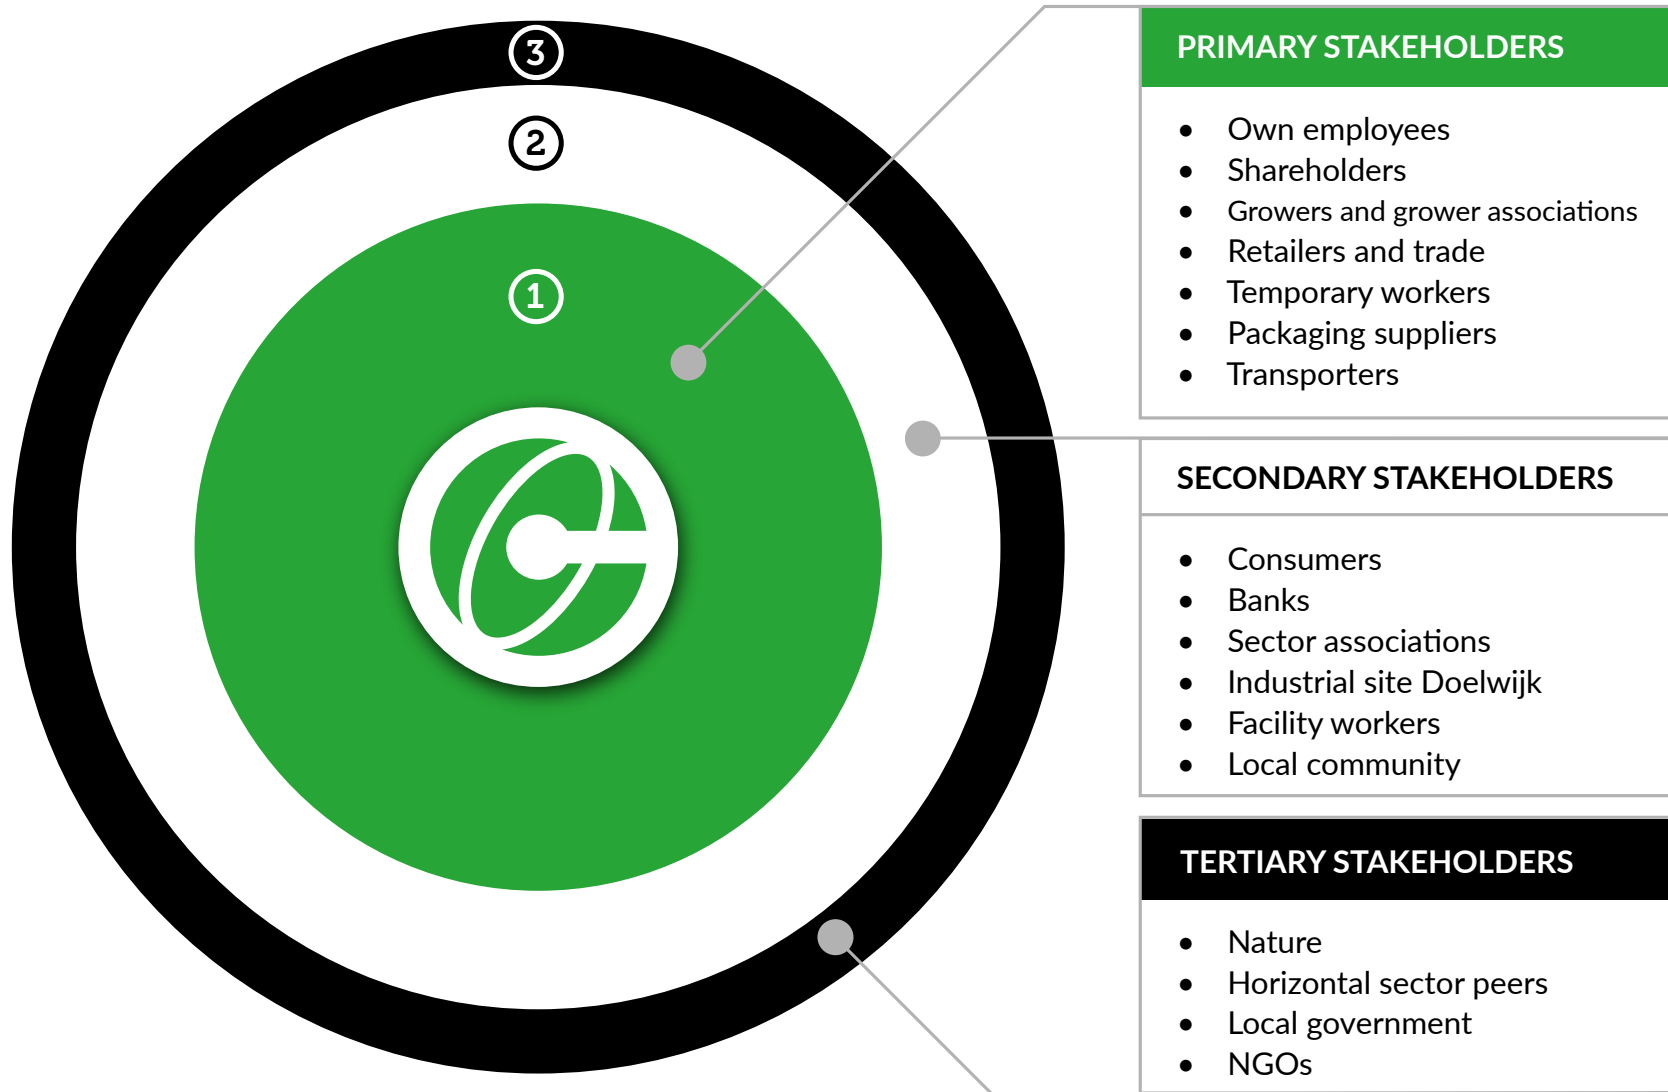 3
2
1
PRIMARY STAKEHOLDERS
• Own employees
• Shareholders
• Growers and grower associations
• Retailers and trade
• Temporary workers
• Packaging suppliers
• Transporters
SECONDARY STAKEHOLDERS
• Consumers
• Banks
• Sector associations
• Industrial site Doelwijk
• Facility workers
• Local community
TERTIARY STAKEHOLDERS
• Nature
• Horizontal sector peers
• Local government
• NGOs